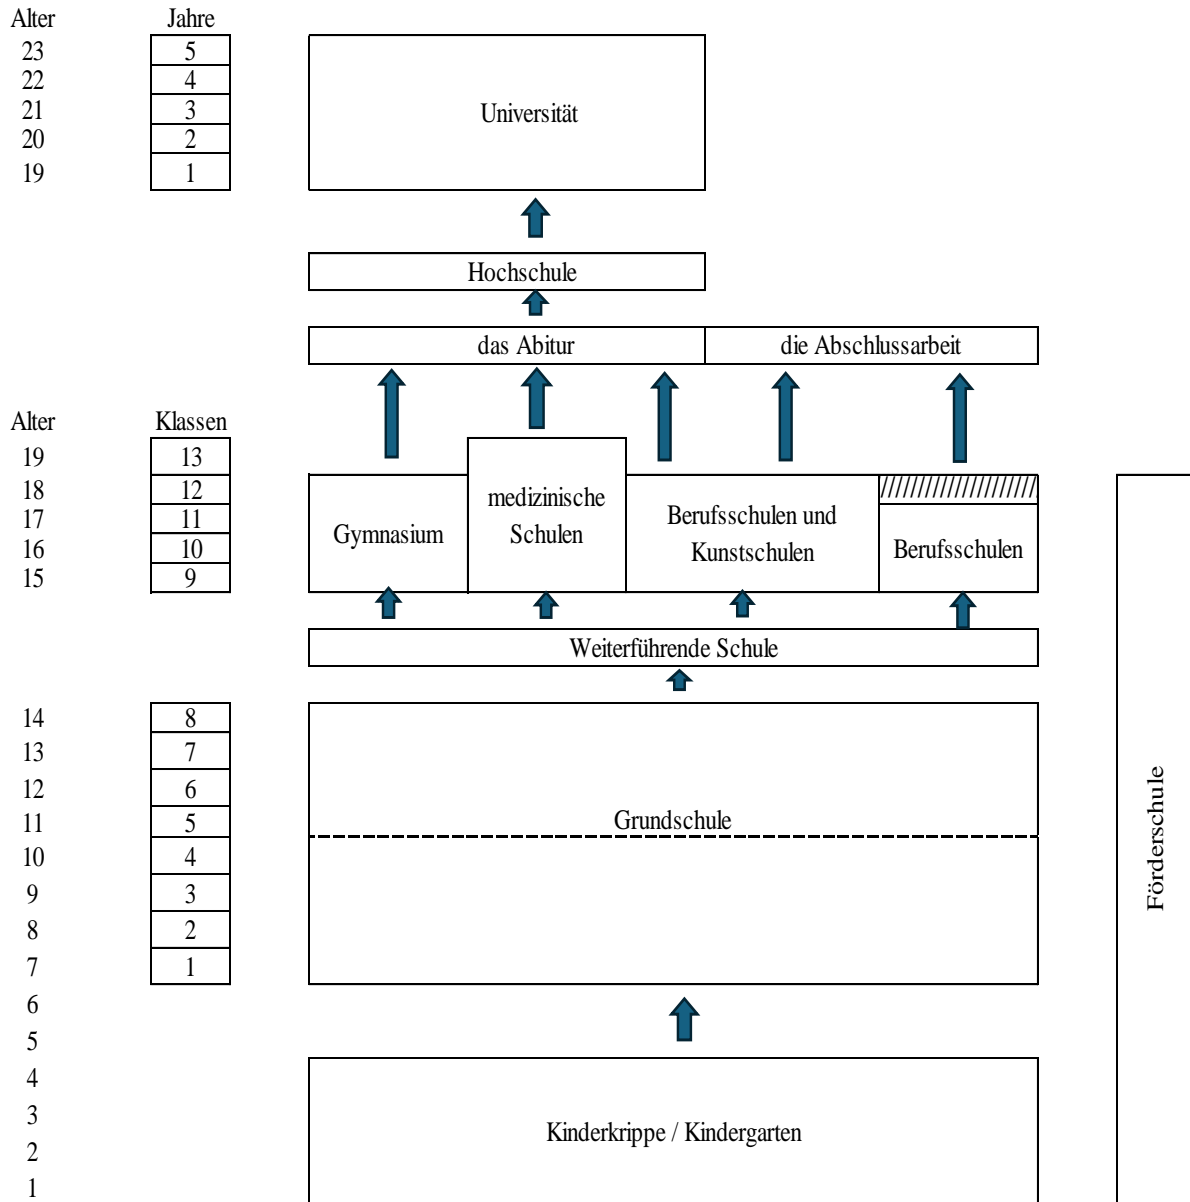 Alter Jahre
23 5
22 4
21 3
20 2
19 1
Universität
Hochschule
das Abitur die Abschlussarbeit
Alter Klassen
19 13
18 12
17 11
16 10
15 9
Gymnasium
medizinische
Schulen
Berufsschulen und
Kunstschulen
Berufsschulen
Weiterführende Schule
14 8
13 7
12 6
11 5
10 4
9 3
8 2
7 1
Grundschule
6
5
4
3
2
1
Kinderkrippe / Kindergarten
Förderschule